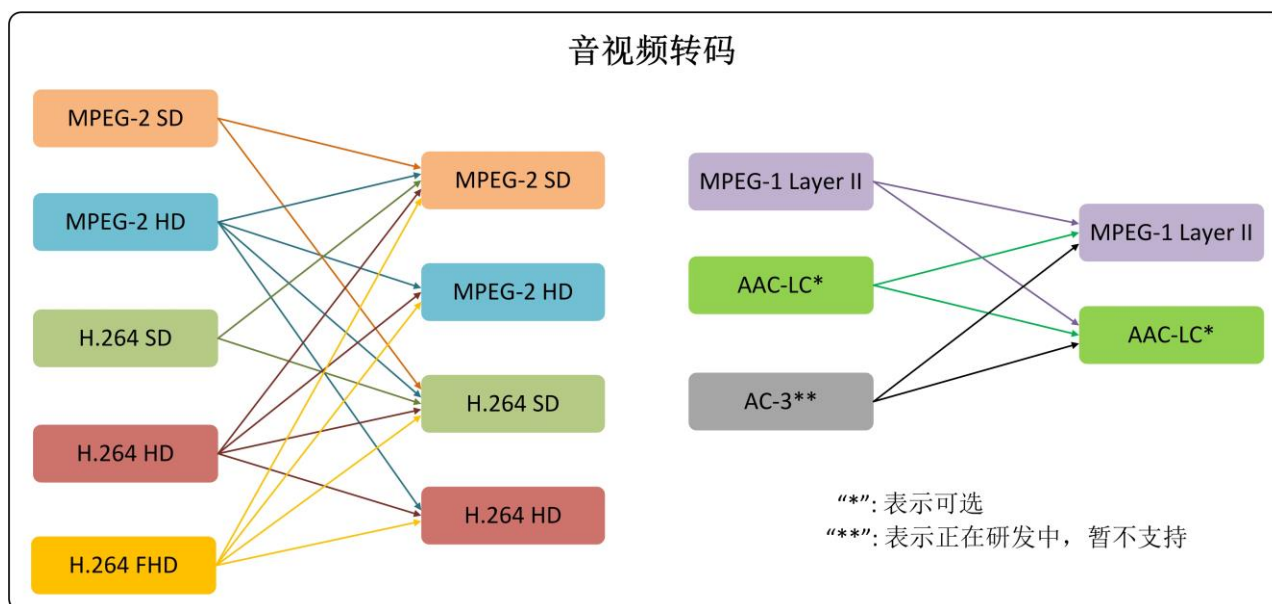 音视频转码
MPEG-2 SD
MPEG-2 HD
H.264 SD
H.264 HD
H.264 FHD
MPEG-2 SD
MPEG-2 HD
H.264 SD
H.264 HD
MPEG-1 Layer II
AAC-LC*
AC-3**
MPEG-1 Layer II
AAC-LC*
“*”: 表示可选
“**”: 表示正在研发中，暂不支持